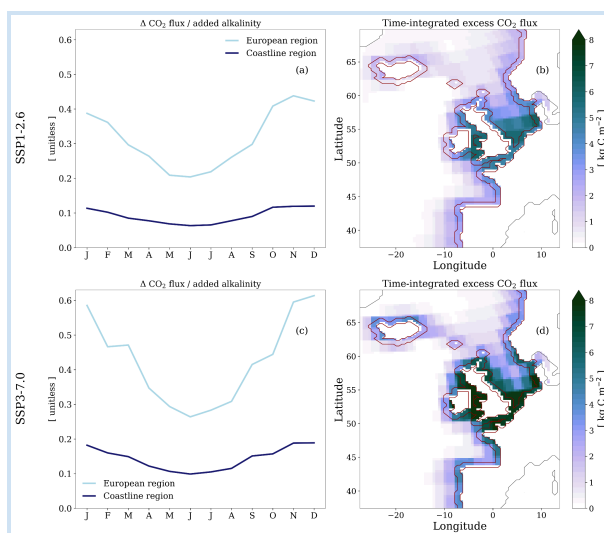 Δ CO₂ flux / added alkalinity
Time-integrated excess CO₂ flux
SSP1-2.6
[ unitless ]
0.6
0.5
0.4
0.3
0.2
0.1
0.0
European region
Coastline region
(a)
J F M A M J J A S O N D
Latitude
65
60
55
50
45
40
(b)
−20 −10 0 10
Longitude
8
7
6
5
4
3
2
1
0
[ kg C m⁻² ]
Δ CO₂ flux / added alkalinity
Time-integrated excess CO₂ flux
SSP3-7.0
[ unitless ]
0.6
0.5
0.4
0.3
0.2
0.1
0.0
(c)
European region
Coastline region
J F M A M J J A S O N D
Latitude
65
60
55
50
45
40
(d)
−20 −10 0 10
Longitude
8
7
6
5
4
3
2
1
0
[ kg C m⁻² ]